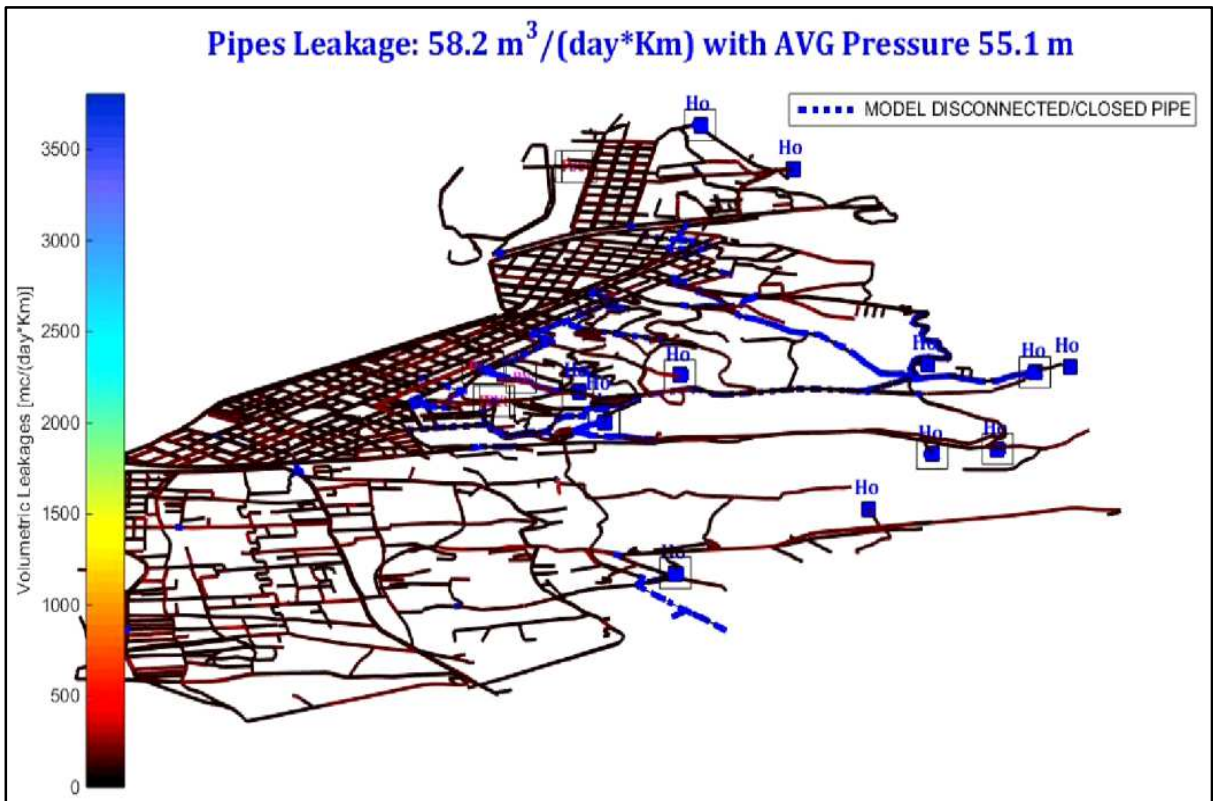 Pipes Leakage: 58.2 m³/(day*Km) with AVG Pressure 55.1 m
MODEL DISCONNECTED/CLOSED PIPE
Volumetric Leakages [mc/(day*Km)]
3500
3000
2500
2000
1500
1000
500
0
Ho
Ho
Ho
Ho
Ho
Ho
Ho
Ho
Ho
Ho
Ho
Ho